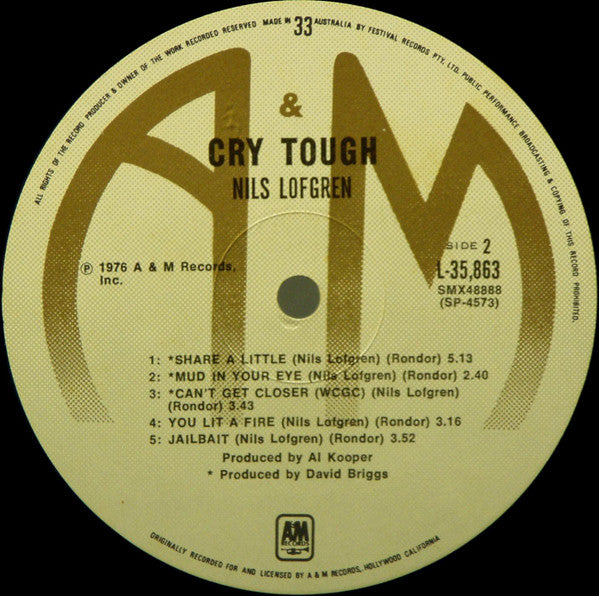 ALL RIGHTS OF THE RECORD PRODUCER & OWNER OF THE WORK RECORDED RESERVED MADE IN 33 AUSTRALIA BY FESTIVAL RECORDS PTY. LTD. PUBLIC PERFORMANCE BROADCASTING & COPYING OF THIS RECORD PROHIBITED.
A & M
CRY TOUGH
NILS LOFGREN
SIDE 2
L-35,863
SMX48888
(SP-4573)
℗ 1976 A & M Records,
Inc.
1: *SHARE A LITTLE (Nils Lofgren) (Rondor) 5.13
2: *MUD IN YOUR EYE (Nils Lofgren) (Rondor) 2.40
3: *CAN'T GET CLOSER (WCGC) (Nils Lofgren)
(Rondor) 3.43
4: YOU LIT A FIRE (Nils Lofgren) (Rondor) 3.16
5: JAILBAIT (Nils Lofgren) (Rondor) 3.52
Produced by Al Kooper
* Produced by David Briggs
A&M
RECORDS
ORIGINALLY RECORDED FOR AND LICENSED BY A & M RECORDS, HOLLYWOOD CALIFORNIA